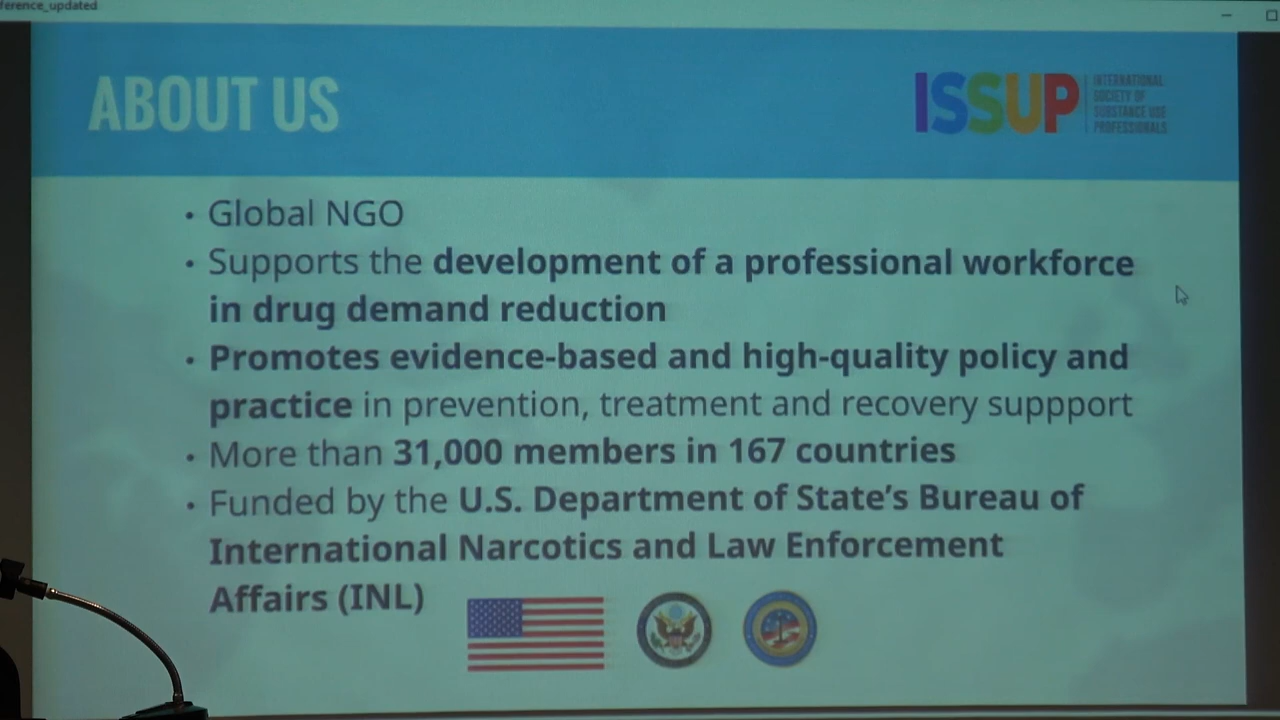 ference_updated
ABOUT US
ISSUP
INTERNATIONAL
SOCIETY OF
SUBSTANCE USE
PROFESSIONALS
• Global NGO
• Supports the development of a professional workforce
in drug demand reduction
• Promotes evidence-based and high-quality policy and
practice in prevention, treatment and recovery suppport
• More than 31,000 members in 167 countries
• Funded by the U.S. Department of State’s Bureau of
International Narcotics and Law Enforcement
Affairs (INL)